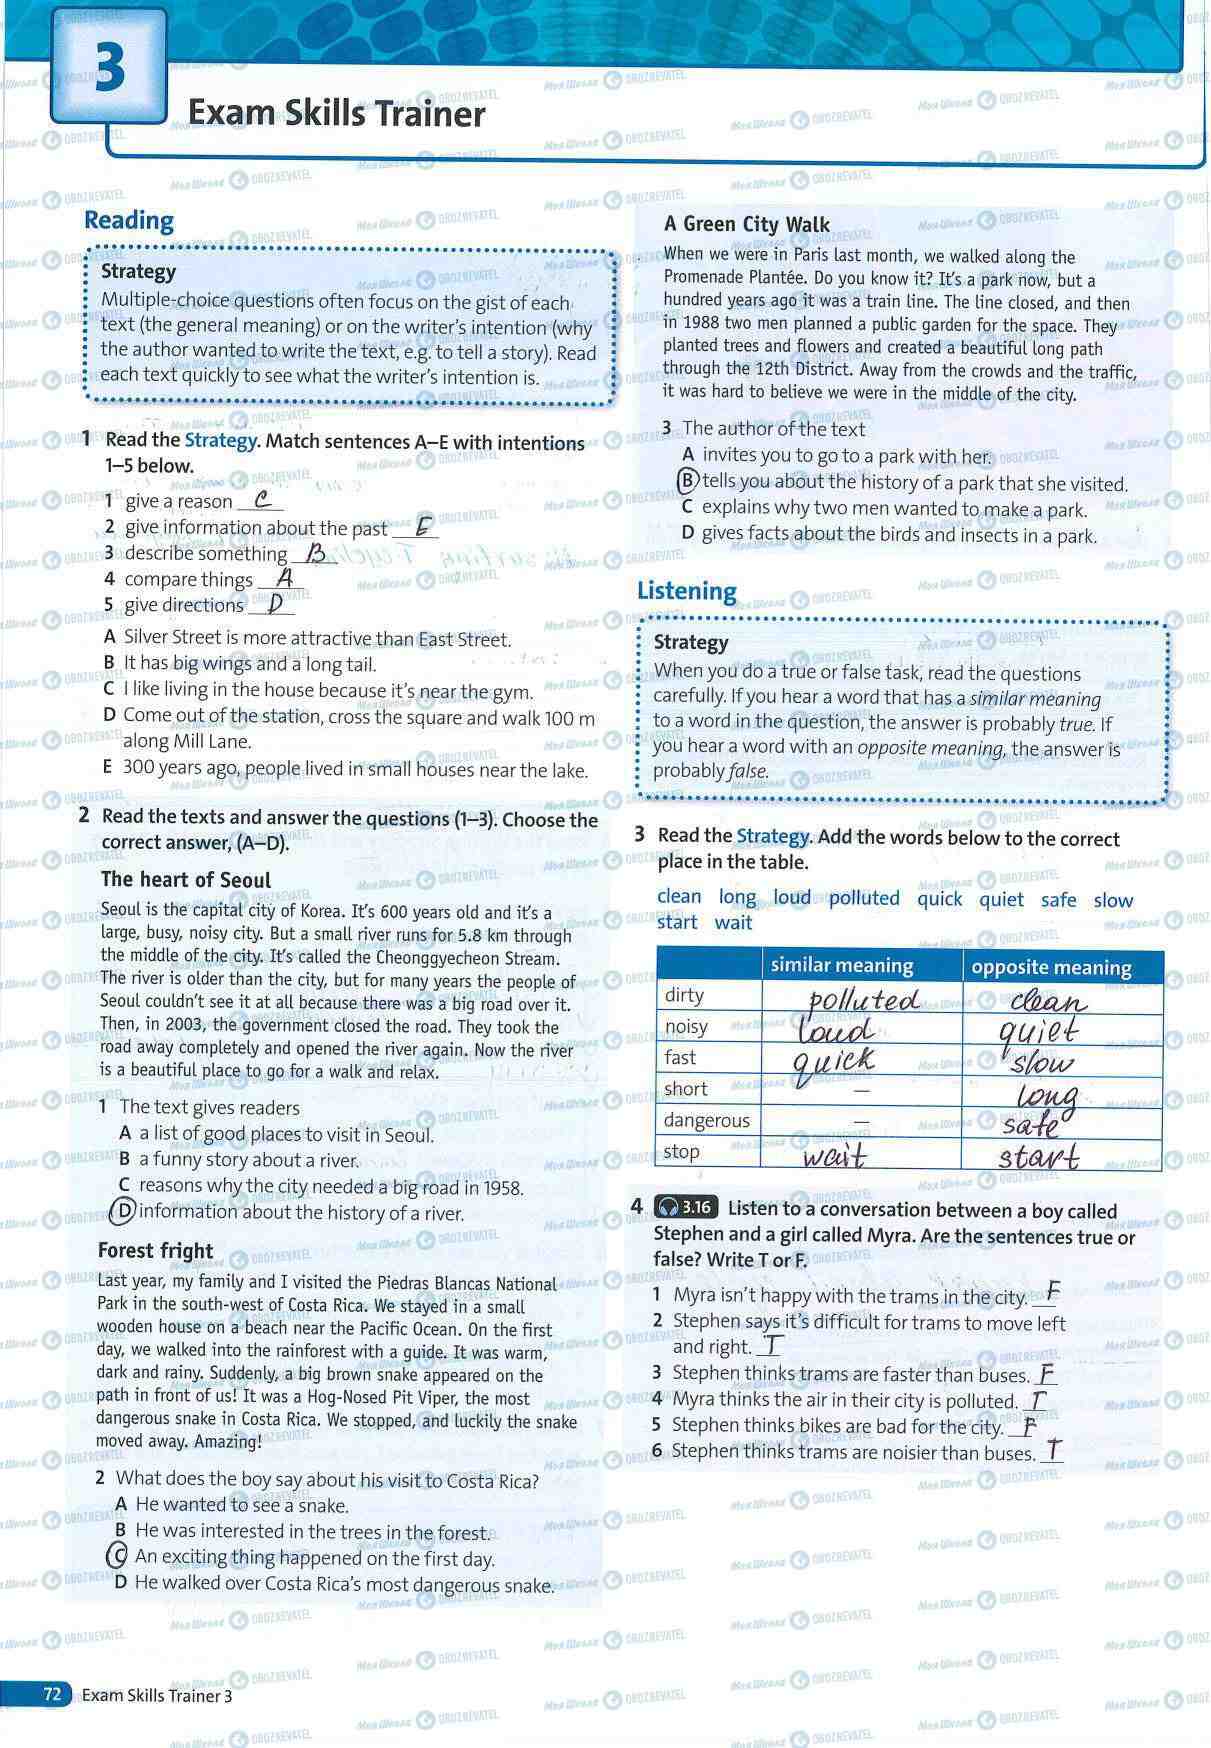 3
Exam Skills Trainer
Reading
Strategy
Multiple-choice questions often focus on the gist of each
text (the general meaning) or on the writer's intention (why
the author wanted to write the text, e.g. to tell a story). Read
each text quickly to see what the writer's intention is.
1 Read the Strategy. Match sentences A–E with intentions
1–5 below.
1 give a reason C
2 give information about the past E
3 describe something B
4 compare things A
5 give directions D
A Silver Street is more attractive than East Street.
B It has big wings and a long tail.
C I like living in the house because it's near the gym.
D Come out of the station, cross the square and walk 100 m
along Mill Lane.
E 300 years ago, people lived in small houses near the lake.
2 Read the texts and answer the questions (1–3). Choose the
correct answer, (A–D).
The heart of Seoul
Seoul is the capital city of Korea. It's 600 years old and it's a
large, busy, noisy city. But a small river runs for 5.8 km through
the middle of the city. It's called the Cheonggyecheon Stream.
The river is older than the city, but for many years the people of
Seoul couldn't see it at all because there was a big road over it.
Then, in 2003, the government closed the road. They took the
road away completely and opened the river again. Now the river
is a beautiful place to go for a walk and relax.
1 The text gives readers
A a list of good places to visit in Seoul.
B a funny story about a river.
C reasons why the city needed a big road in 1958.
D information about the history of a river.
Forest fright
Last year, my family and I visited the Piedras Blancas National
Park in the south-west of Costa Rica. We stayed in a small
wooden house on a beach near the Pacific Ocean. On the first
day, we walked into the rainforest with a guide. It was warm,
dark and rainy. Suddenly, a big brown snake appeared on the
path in front of us! It was a Hog-Nosed Pit Viper, the most
dangerous snake in Costa Rica. We stopped, and luckily the snake
moved away. Amazing!
2 What does the boy say about his visit to Costa Rica?
A He wanted to see a snake.
B He was interested in the trees in the forest.
C An exciting thing happened on the first day.
D He walked over Costa Rica's most dangerous snake.
A Green City Walk
When we were in Paris last month, we walked along the
Promenade Plantée. Do you know it? It's a park now, but a
hundred years ago it was a train line. The line closed, and then
in 1988 two men planned a public garden for the space. They
planted trees and flowers and created a beautiful long path
through the 12th District. Away from the crowds and the traffic,
it was hard to believe we were in the middle of the city.
3 The author of the text
A invites you to go to a park with her.
B tells you about the history of a park that she visited.
C explains why two men wanted to make a park.
D gives facts about the birds and insects in a park.
Listening
Strategy
When you do a true or false task, read the questions
carefully. If you hear a word that has a similar meaning
to a word in the question, the answer is probably true. If
you hear a word with an opposite meaning, the answer is
probably false.
3 Read the Strategy. Add the words below to the correct
place in the table.
clean long loud polluted quick quiet safe slow
start wait
similar meaning opposite meaning
dirty polluted clean
noisy loud quiet
fast quick slow
short – long
dangerous – safe
stop wait start
4 3.16 Listen to a conversation between a boy called
Stephen and a girl called Myra. Are the sentences true or
false? Write T or F.
1 Myra isn't happy with the trams in the city. F
2 Stephen says it's difficult for trams to move left
and right. T
3 Stephen thinks trams are faster than buses. F
4 Myra thinks the air in their city is polluted. T
5 Stephen thinks bikes are bad for the city. F
6 Stephen thinks trams are noisier than buses. T
72 Exam Skills Trainer 3
Моя Школа OBOZREVATEL